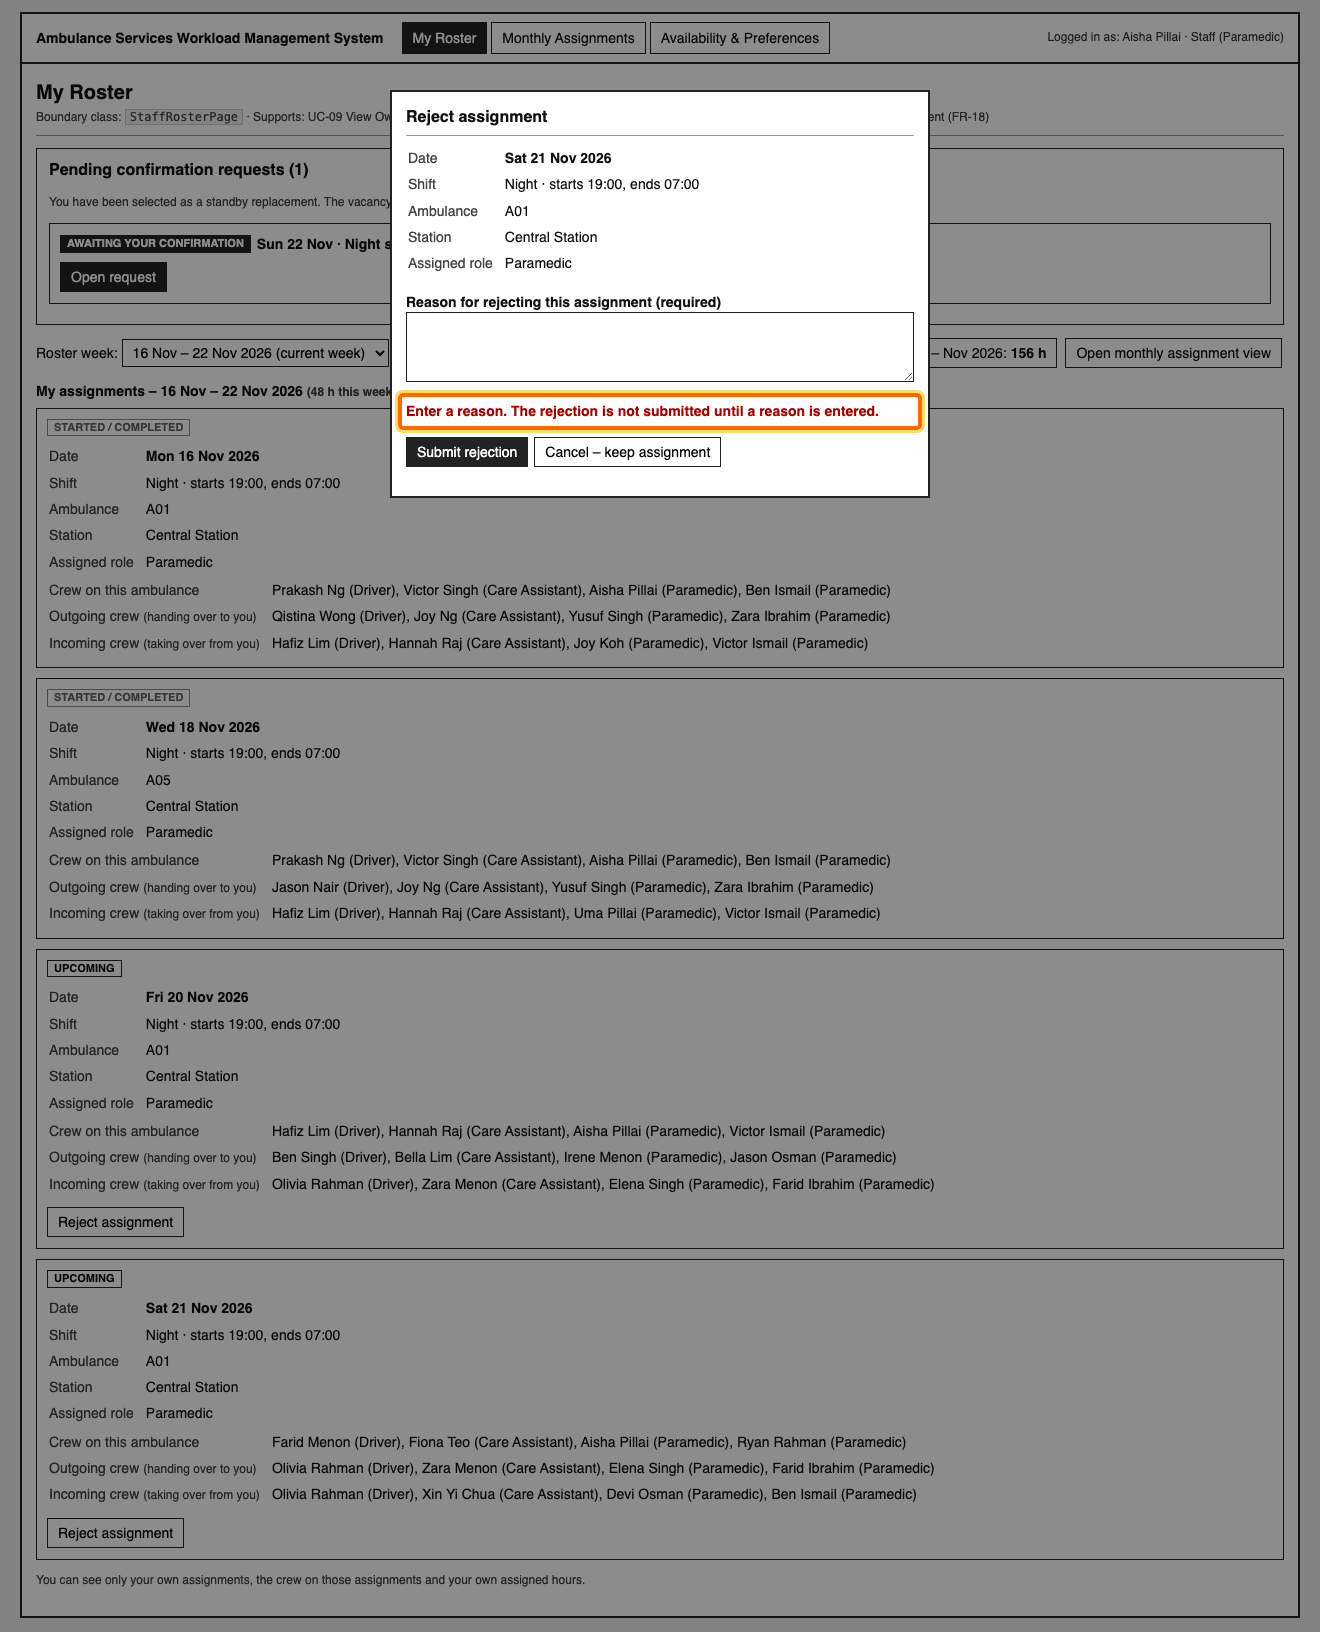 Ambulance Services Workload Management System
My Roster
Monthly Assignments
Availability & Preferences
Logged in as: Aisha Pillai · Staff (Paramedic)
My Roster
Boundary class: StaffRosterPage · Supports: UC-09 View Ow
ent (FR-18)
Pending confirmation requests (1)
You have been selected as a standby replacement. The vacancy
AWAITING YOUR CONFIRMATION Sun 22 Nov · Night s
Open request
Roster week: 16 Nov – 22 Nov 2026 (current week)
– Nov 2026: 156 h
Open monthly assignment view
My assignments – 16 Nov – 22 Nov 2026 (48 h this week
Reject assignment
Date Sat 21 Nov 2026
Shift Night · starts 19:00, ends 07:00
Ambulance A01
Station Central Station
Assigned role Paramedic
Reason for rejecting this assignment (required)
Enter a reason. The rejection is not submitted until a reason is entered.
Submit rejection
Cancel – keep assignment
STARTED / COMPLETED
Date Mon 16 Nov 2026
Shift Night · starts 19:00, ends 07:00
Ambulance A01
Station Central Station
Assigned role Paramedic
Crew on this ambulance Prakash Ng (Driver), Victor Singh (Care Assistant), Aisha Pillai (Paramedic), Ben Ismail (Paramedic)
Outgoing crew (handing over to you) Qistina Wong (Driver), Joy Ng (Care Assistant), Yusuf Singh (Paramedic), Zara Ibrahim (Paramedic)
Incoming crew (taking over from you) Hafiz Lim (Driver), Hannah Raj (Care Assistant), Joy Koh (Paramedic), Victor Ismail (Paramedic)
STARTED / COMPLETED
Date Wed 18 Nov 2026
Shift Night · starts 19:00, ends 07:00
Ambulance A05
Station Central Station
Assigned role Paramedic
Crew on this ambulance Prakash Ng (Driver), Victor Singh (Care Assistant), Aisha Pillai (Paramedic), Ben Ismail (Paramedic)
Outgoing crew (handing over to you) Jason Nair (Driver), Joy Ng (Care Assistant), Yusuf Singh (Paramedic), Zara Ibrahim (Paramedic)
Incoming crew (taking over from you) Hafiz Lim (Driver), Hannah Raj (Care Assistant), Uma Pillai (Paramedic), Victor Ismail (Paramedic)
UPCOMING
Date Fri 20 Nov 2026
Shift Night · starts 19:00, ends 07:00
Ambulance A01
Station Central Station
Assigned role Paramedic
Crew on this ambulance Hafiz Lim (Driver), Hannah Raj (Care Assistant), Aisha Pillai (Paramedic), Victor Ismail (Paramedic)
Outgoing crew (handing over to you) Ben Singh (Driver), Bella Lim (Care Assistant), Irene Menon (Paramedic), Jason Osman (Paramedic)
Incoming crew (taking over from you) Olivia Rahman (Driver), Zara Menon (Care Assistant), Elena Singh (Paramedic), Farid Ibrahim (Paramedic)
Reject assignment
UPCOMING
Date Sat 21 Nov 2026
Shift Night · starts 19:00, ends 07:00
Ambulance A01
Station Central Station
Assigned role Paramedic
Crew on this ambulance Farid Menon (Driver), Fiona Teo (Care Assistant), Aisha Pillai (Paramedic), Ryan Rahman (Paramedic)
Outgoing crew (handing over to you) Olivia Rahman (Driver), Zara Menon (Care Assistant), Elena Singh (Paramedic), Farid Ibrahim (Paramedic)
Incoming crew (taking over from you) Olivia Rahman (Driver), Xin Yi Chua (Care Assistant), Devi Osman (Paramedic), Ben Ismail (Paramedic)
Reject assignment
You can see only your own assignments, the crew on those assignments and your own assigned hours.